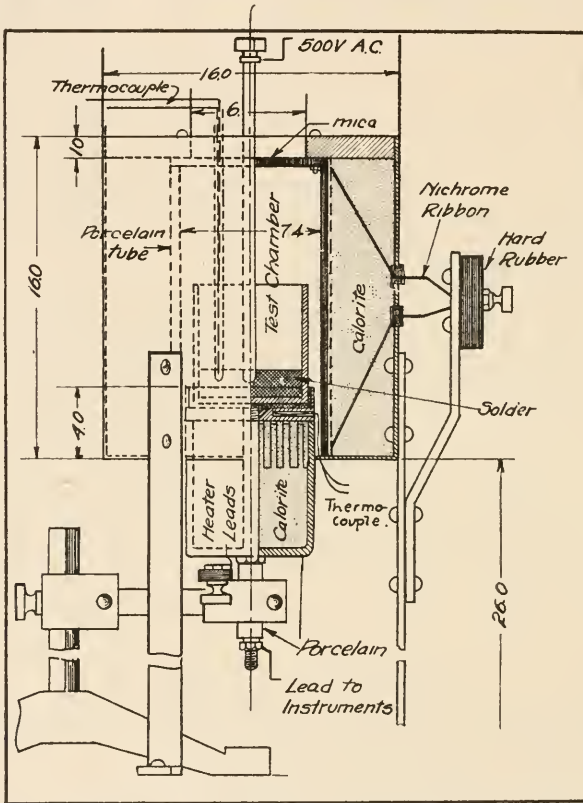 500V A.C.
16.0
Thermocouple
6.
10
mica
Nichrome
Ribbon
Porcelain
tube
7.4
Hard
Rubber
16.0
Test Chamber
Calorite
4.0
Solder
Heater
Leads
Calorite
Thermo-
couple.
26.0
Porcelain
Lead to
Instruments